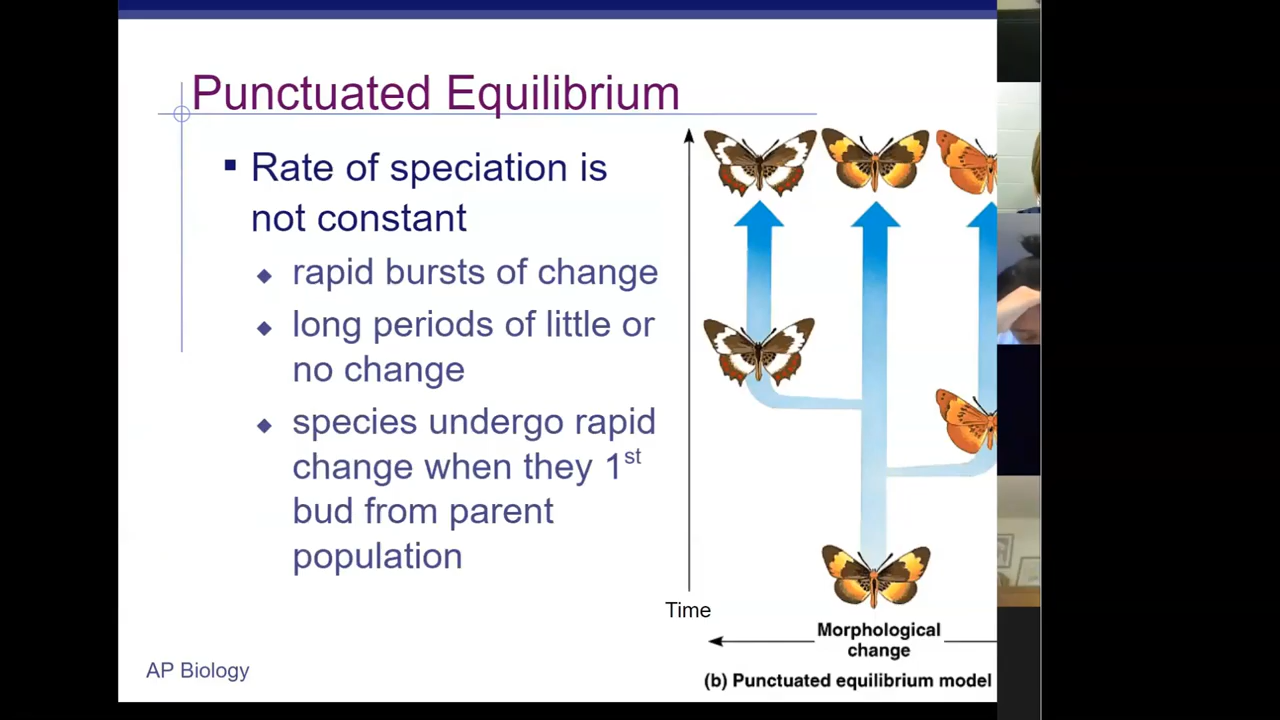 Punctuated Equilibrium
▪ Rate of speciation is
not constant
◆ rapid bursts of change
◆ long periods of little or
no change
◆ species undergo rapid
change when they 1st
bud from parent
population
Time
Morphological
change
(b) Punctuated equilibrium model
AP Biology